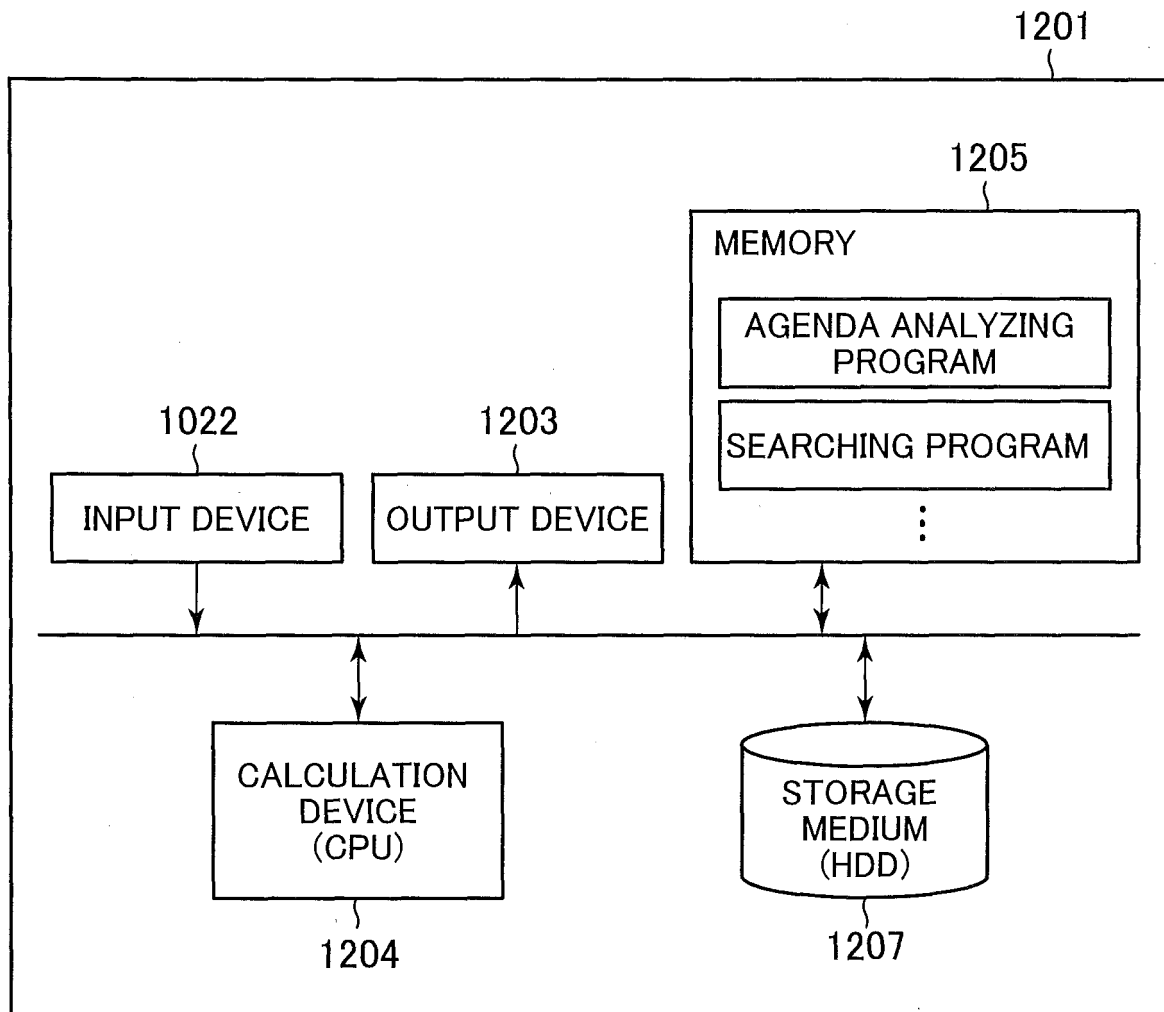 1201
1205
MEMORY
AGENDA ANALYZING
PROGRAM
SEARCHING PROGRAM
1022
INPUT DEVICE
1203
OUTPUT DEVICE
CALCULATION
DEVICE
(CPU)
1204
STORAGE
MEDIUM
(HDD)
1207